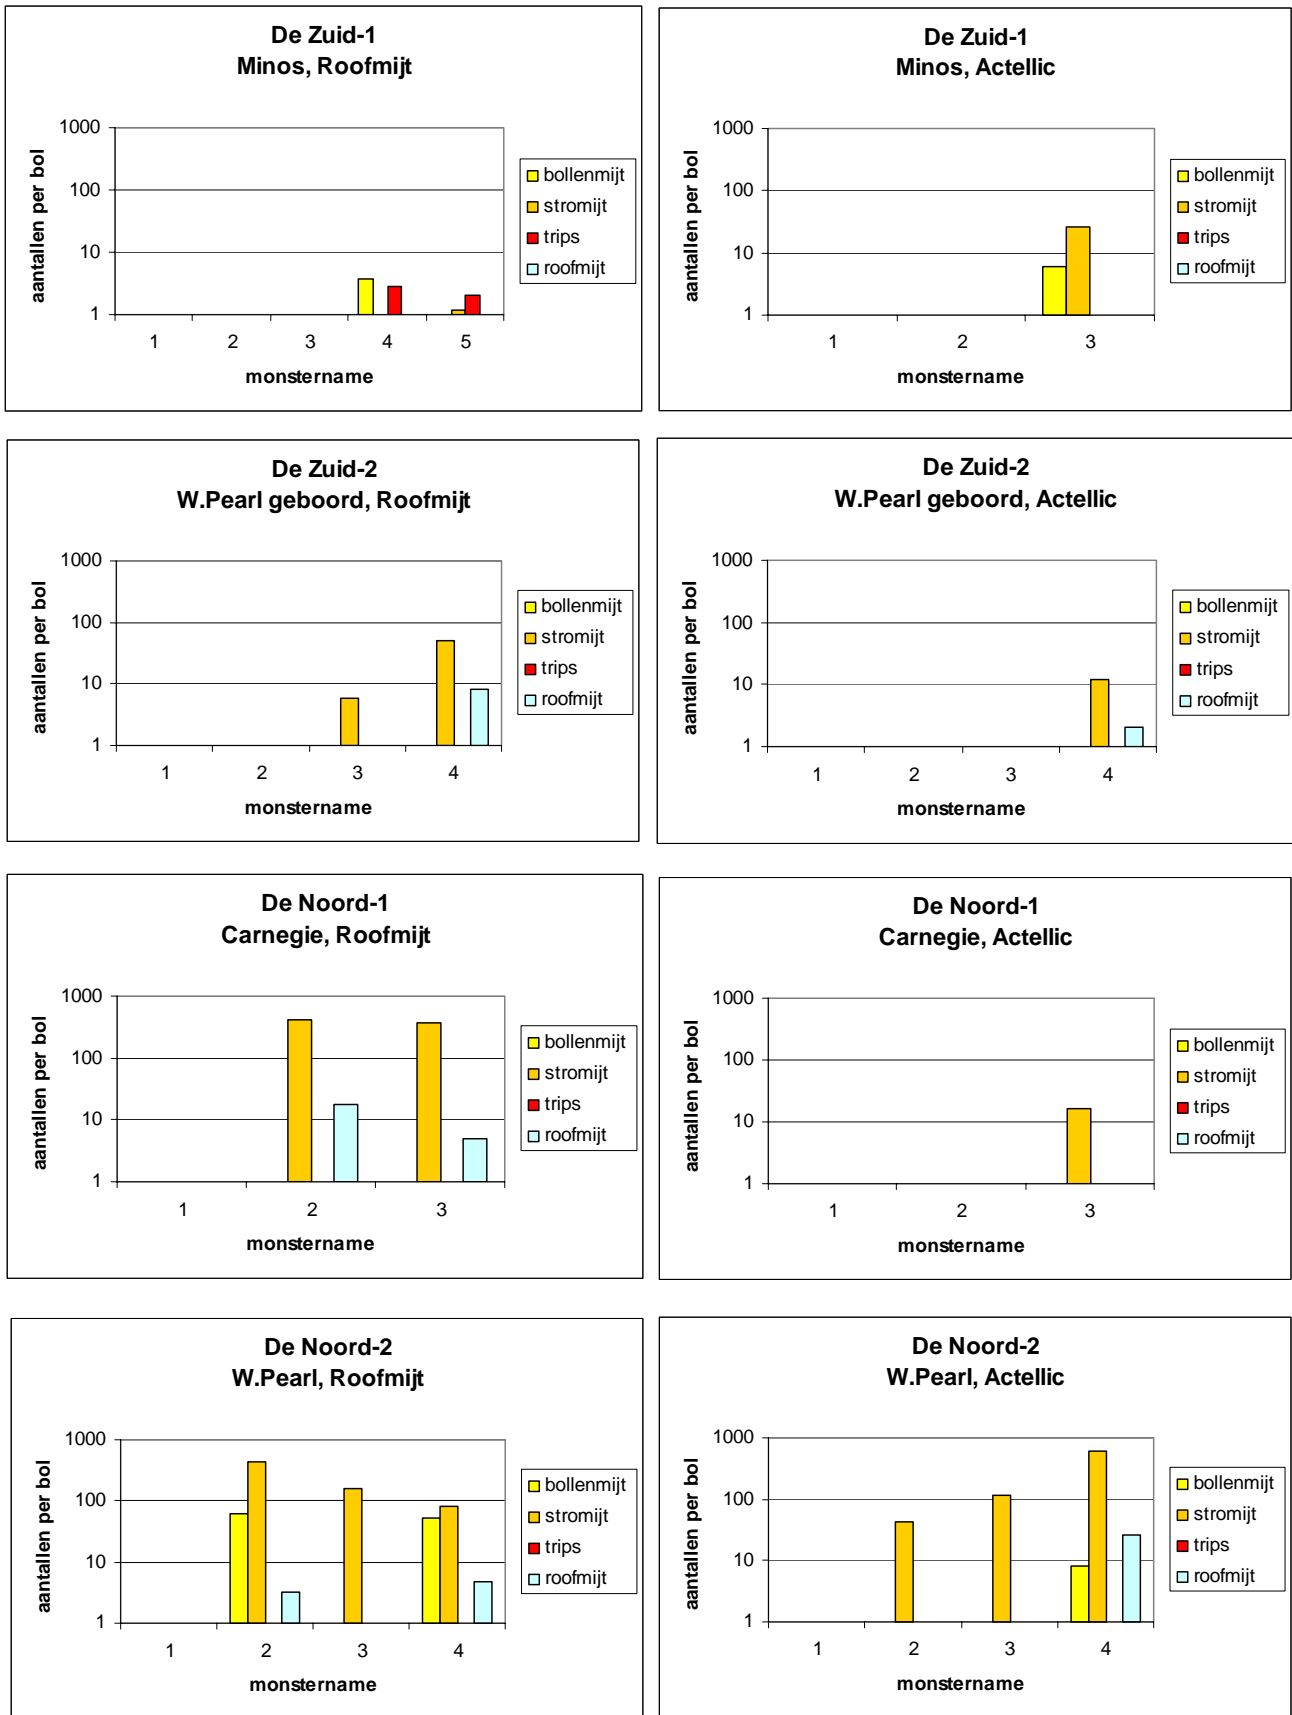 De Zuid-1
Minos, Roofmijt
1000
100
10
1
aantallen per bol
1 2 3 4 5
monstername
bollenmijt
stromijt
trips
roofmijt
De Zuid-1
Minos, Actellic
1000
100
10
1
aantallen per bol
1 2 3
monstername
bollenmijt
stromijt
trips
roofmijt
De Zuid-2
W.Pearl geboord, Roofmijt
1000
100
10
1
aantallen per bol
1 2 3 4
monstername
bollenmijt
stromijt
trips
roofmijt
De Zuid-2
W.Pearl geboord, Actellic
1000
100
10
1
aantallen per bol
1 2 3 4
monstername
bollenmijt
stromijt
trips
roofmijt
De Noord-1
Carnegie, Roofmijt
1000
100
10
1
aantallen per bol
1 2 3
monstername
bollenmijt
stromijt
trips
roofmijt
De Noord-1
Carnegie, Actellic
1000
100
10
1
aantallen per bol
1 2 3
monstername
bollenmijt
stromijt
trips
roofmijt
De Noord-2
W.Pearl, Roofmijt
1000
100
10
1
aantallen per bol
1 2 3 4
monstername
bollenmijt
stromijt
trips
roofmijt
De Noord-2
W.Pearl, Actellic
1000
100
10
1
aantallen per bol
1 2 3 4
monstername
bollenmijt
stromijt
trips
roofmijt